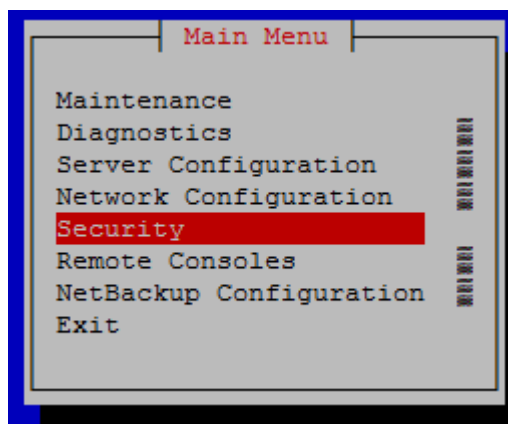 Main Menu
Maintenance
Diagnostics
Server Configuration
Network Configuration
Security
Remote Consoles
NetBackup Configuration
Exit